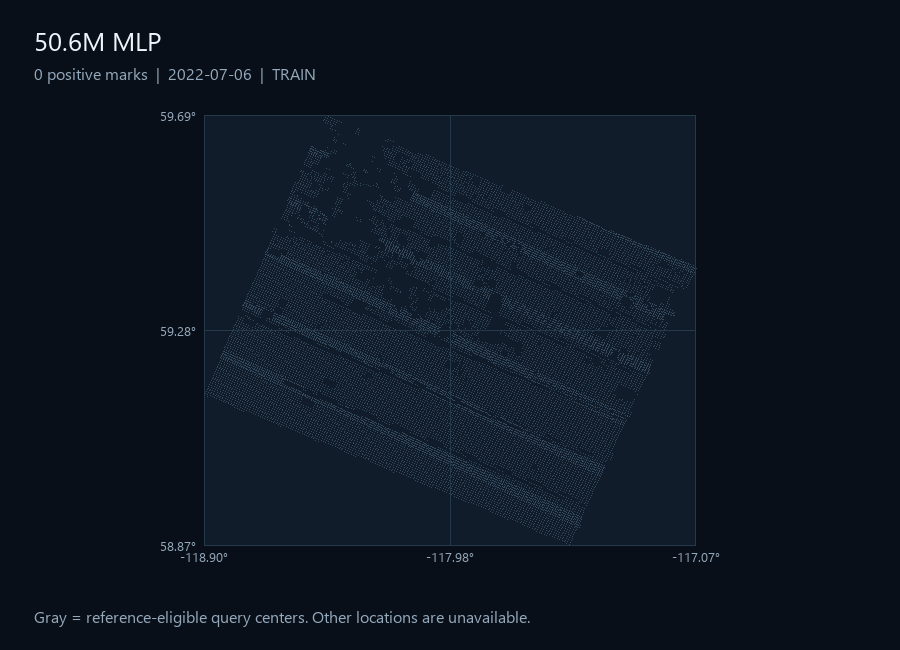 50.6M MLP
0 positive marks | 2022-07-06 | TRAIN
59.69°
59.28°
58.87°
-118.90°
-117.98°
-117.07°
Gray = reference-eligible query centers. Other locations are unavailable.